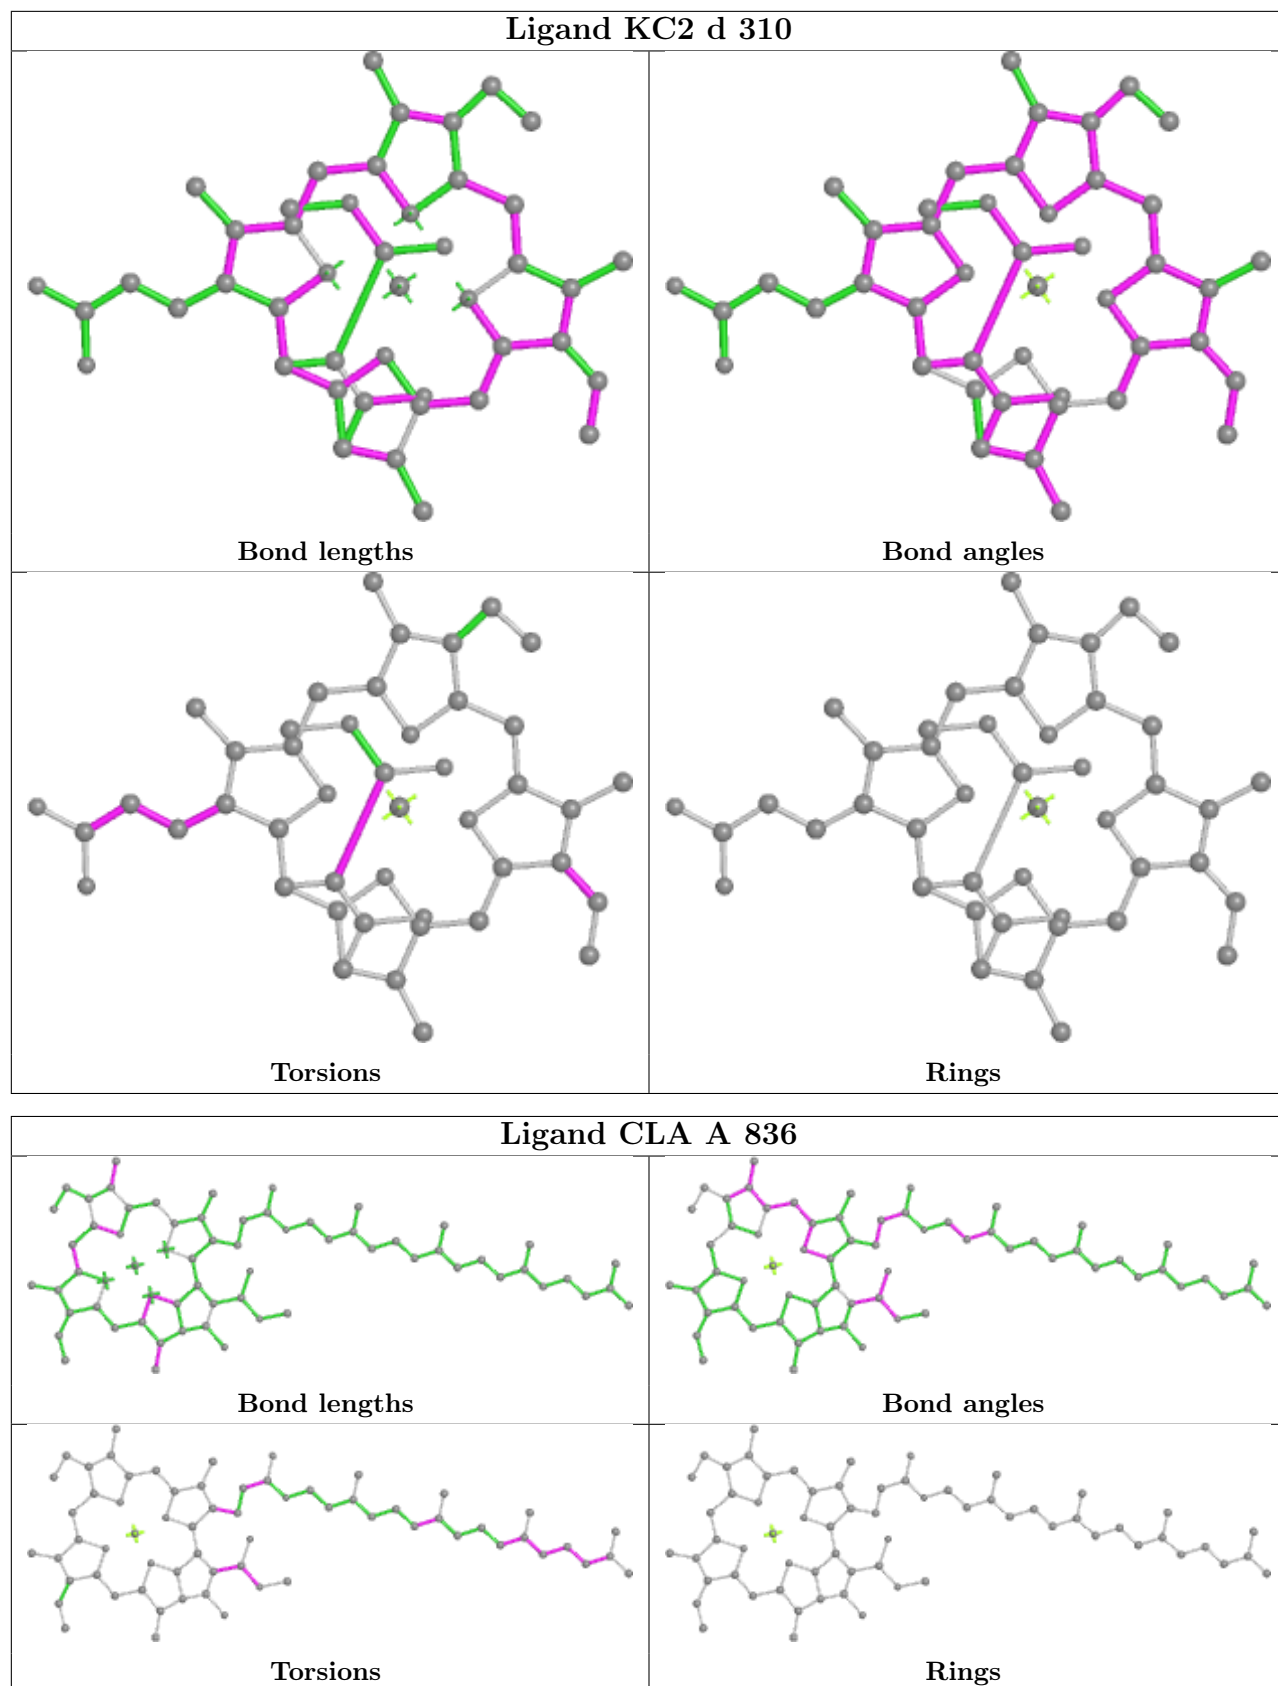 Ligand KC2 d 310
Bond lengths
Bond angles
Torsions
Rings
Ligand CLA A 836
Bond lengths
Bond angles
Torsions
Rings